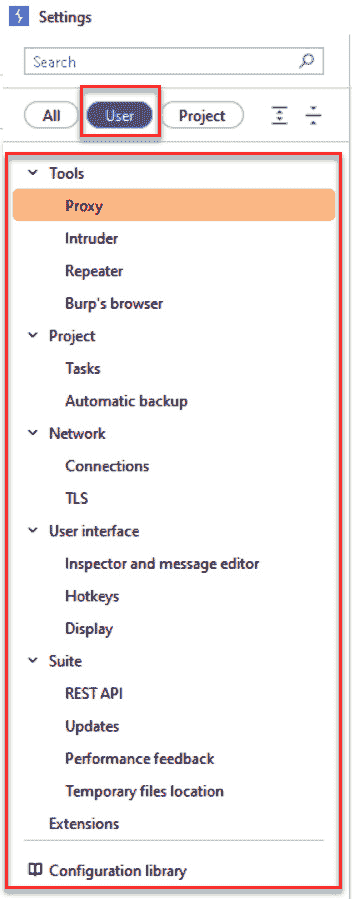 Settings
Search
All User Project
Tools
Proxy
Intruder
Repeater
Burp's browser
Project
Tasks
Automatic backup
Network
Connections
TLS
User interface
Inspector and message editor
Hotkeys
Display
Suite
REST API
Updates
Performance feedback
Temporary files location
Extensions
Configuration library